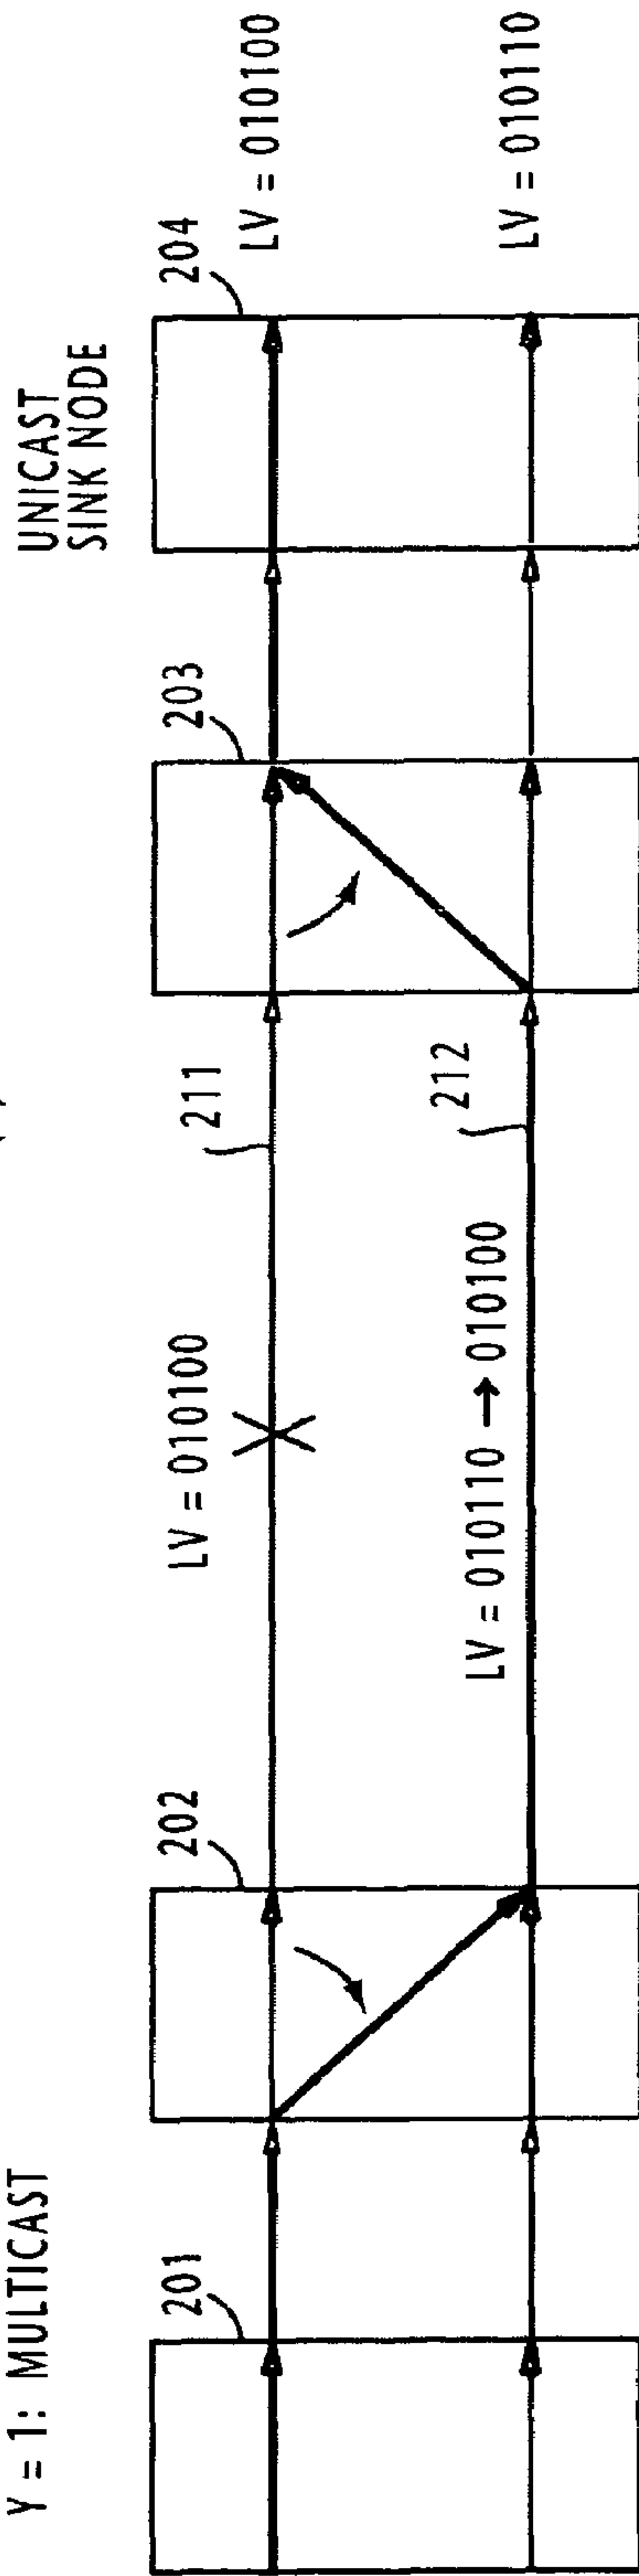 UNICAST
Y = 1: MULTICAST
SINK NODE
201
202
LV = 010100
211
203
204
LV = 010100
LV = 010110 → 010100
212
LV = 010110